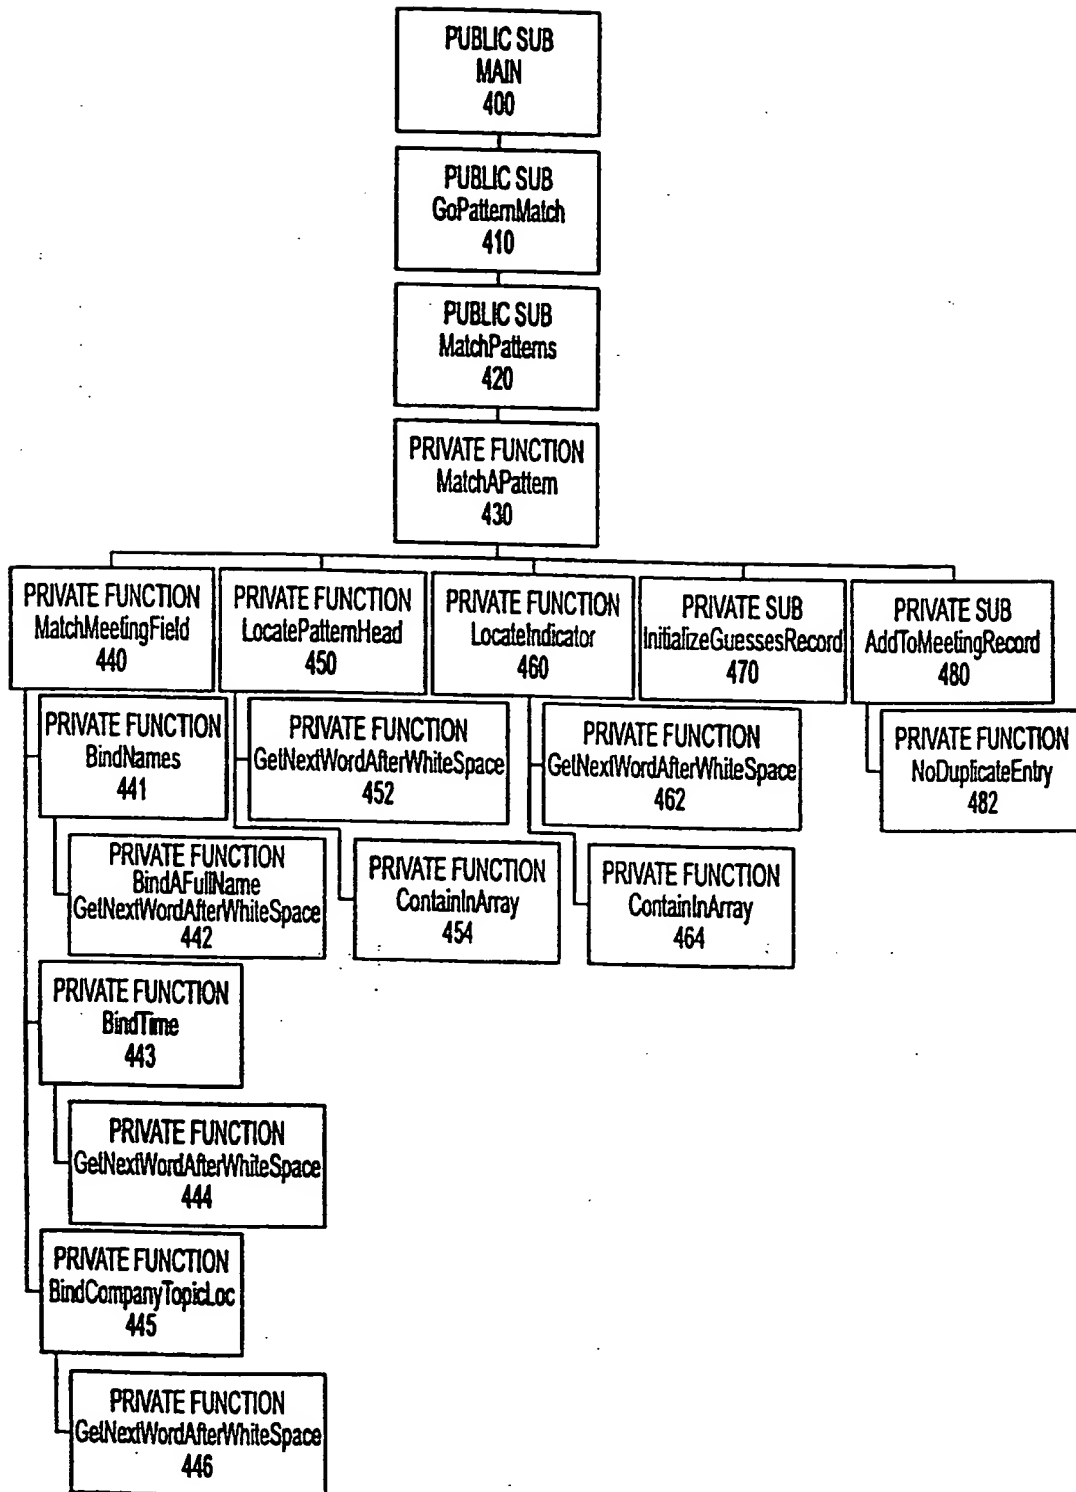 PUBLIC SUB
MAIN
400
PUBLIC SUB
GoPatternMatch
410
PUBLIC SUB
MatchPatterns
420
PRIVATE FUNCTION
MatchAPattern
430
PRIVATE FUNCTION
MatchMeetingField
440
PRIVATE FUNCTION
LocatePatternHead
450
PRIVATE FUNCTION
LocateIndicator
460
PRIVATE SUB
InitializeGuessesRecord
470
PRIVATE SUB
AddToMeetingRecord
480
PRIVATE FUNCTION
BindNames
441
PRIVATE FUNCTION
GetNextWordAfterWhiteSpace
452
PRIVATE FUNCTION
GetNextWordAfterWhiteSpace
462
PRIVATE FUNCTION
NoDuplicateEntry
482
PRIVATE FUNCTION
BindAFullName
GetNextWordAfterWhiteSpace
442
PRIVATE FUNCTION
ContainInArray
454
PRIVATE FUNCTION
ContainInArray
464
PRIVATE FUNCTION
BindTime
443
PRIVATE FUNCTION
GetNextWordAfterWhiteSpace
444
PRIVATE FUNCTION
BindCompanyTopicLoc
445
PRIVATE FUNCTION
GetNextWordAfterWhiteSpace
446